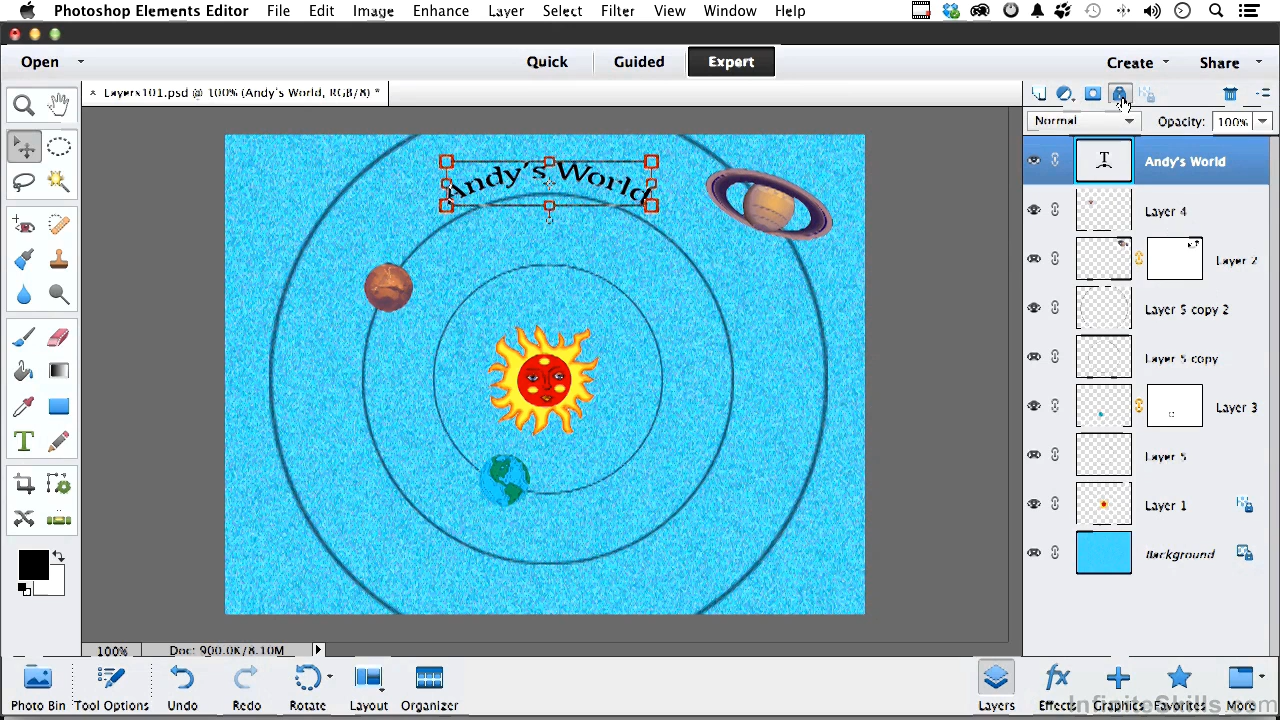 Photoshop Elements Editor File Edit Image Enhance Layer Select Filter View Window Help
Open Quick Guided Expert Create Share
× Layers101.psd @ 100% (Andy's World, RGB/8) *
Normal Opacity: 100%
Andy's World
Andy's World
Layer 4
Layer 2
Layer 5 copy 2
Layer 5 copy
Layer 3
Layer 5
Layer 1
Background
100% Doc: 900.0K/8.10M
Photo Bin Tool Options Undo Redo Rotate Layout Organizer Layers Effects Graphics Favorites More
InfiniteSkills.com